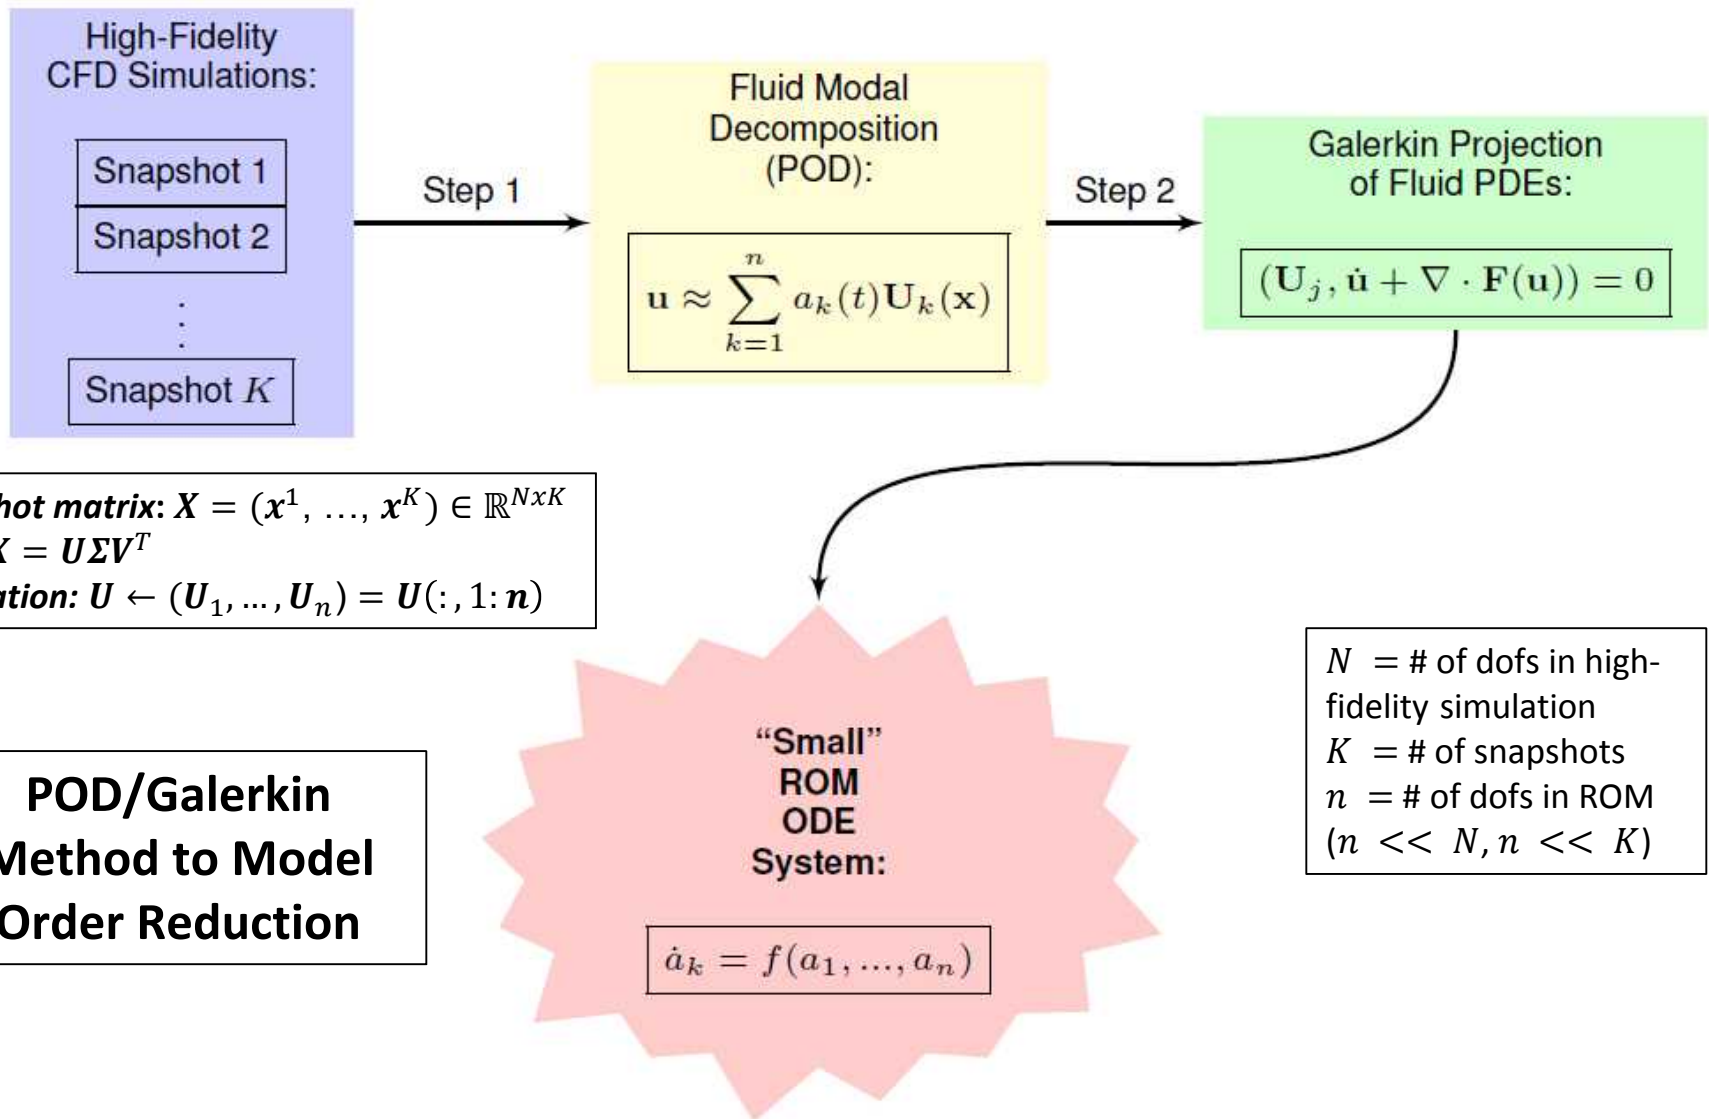 High-Fidelity
CFD Simulations:
Snapshot 1
Snapshot 2
.
.
.
Snapshot K
Step 1
Fluid Modal
Decomposition
(POD):
u ≈ ∑_{k=1}^{n} a_k(t)U_k(x)
Step 2
Galerkin Projection
of Fluid PDEs:
(U_j, u̇ + ∇ · F(u)) = 0
hot matrix: X = (x¹, …, x^K) ∈ ℝ^{NxK}
X = UΣV^T
ation: U ← (U₁, … , U_n) = U(:, 1: n)
“Small”
ROM
ODE
System:
ȧ_k = f(a₁, ..., a_n)
N = # of dofs in high-
fidelity simulation
K = # of snapshots
n = # of dofs in ROM
(n << N, n << K)
POD/Galerkin
Method to Model
Order Reduction